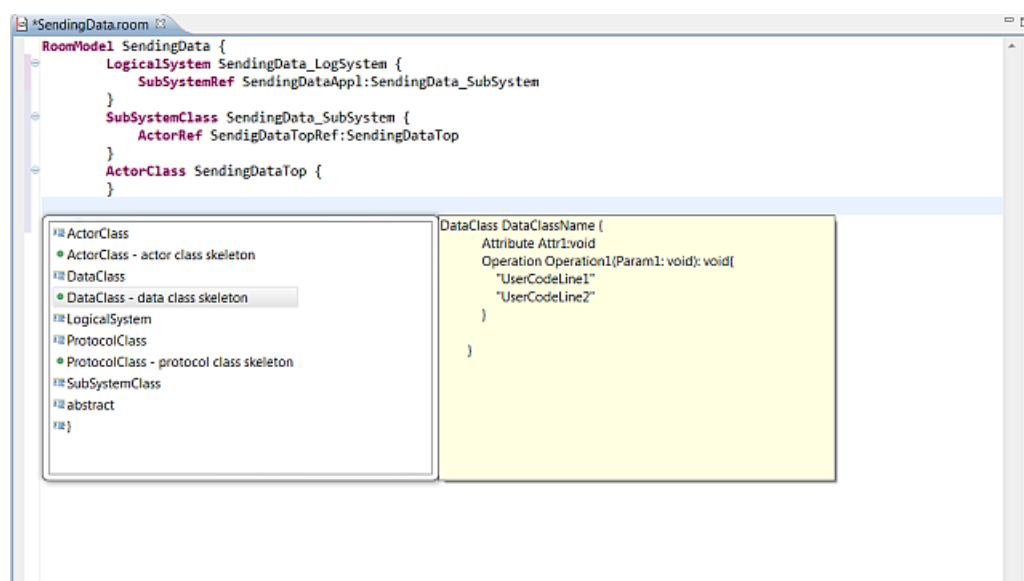 *SendingData.room
RoomModel SendingData {
LogicalSystem SendingData_LogSystem {
SubSystemRef SendingDataAppl:SendingData_SubSystem
}
SubSystemClass SendingData_SubSystem {
ActorRef SendigDataTopRef:SendingDataTop
}
ActorClass SendingDataTop {
}
ActorClass
ActorClass - actor class skeleton
DataClass
DataClass - data class skeleton
LogicalSystem
ProtocolClass
ProtocolClass - protocol class skeleton
SubSystemClass
abstract
}
DataClass DataClassName {
Attribute Attr1:void
Operation Operation1(Param1: void): void{
"UserCodeLine1"
"UserCodeLine2"
}
}